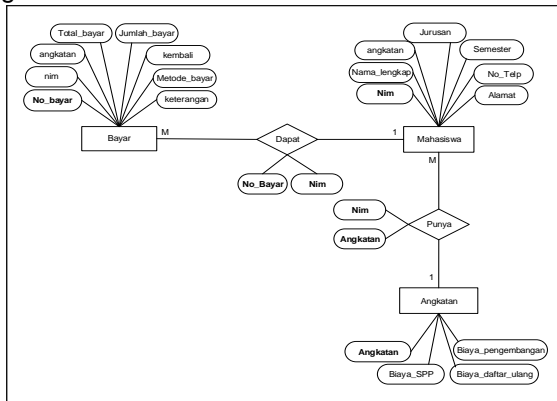 g
Total_bayar
Jumlah_bayar
angkatan
kembali
nim
Metode_bayar
No_bayar
keterangan
Bayar
M
Dapat
1
No_Bayar
Nim
Jurusan
angkatan
Semester
Nama_lengkap
No_Telp
Nim
Alamat
Mahasiswa
M
Nim
Punya
Angkatan
1
Angkatan
Angkatan
Biaya_pengembangan
Biaya_SPP
Biaya_daftar_ulang